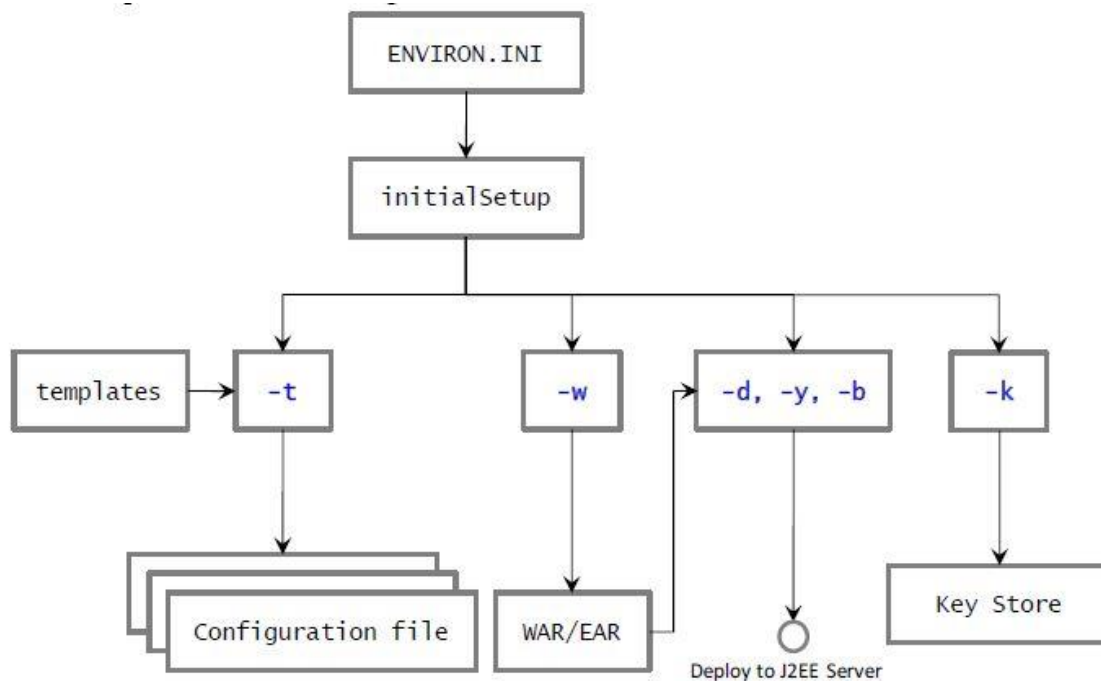 ENVIRON.INI
initialSetup
templates
-t
-w
-d, -y, -b
-k
Configuration file
WAR/EAR
Key Store
Deploy to J2EE Server